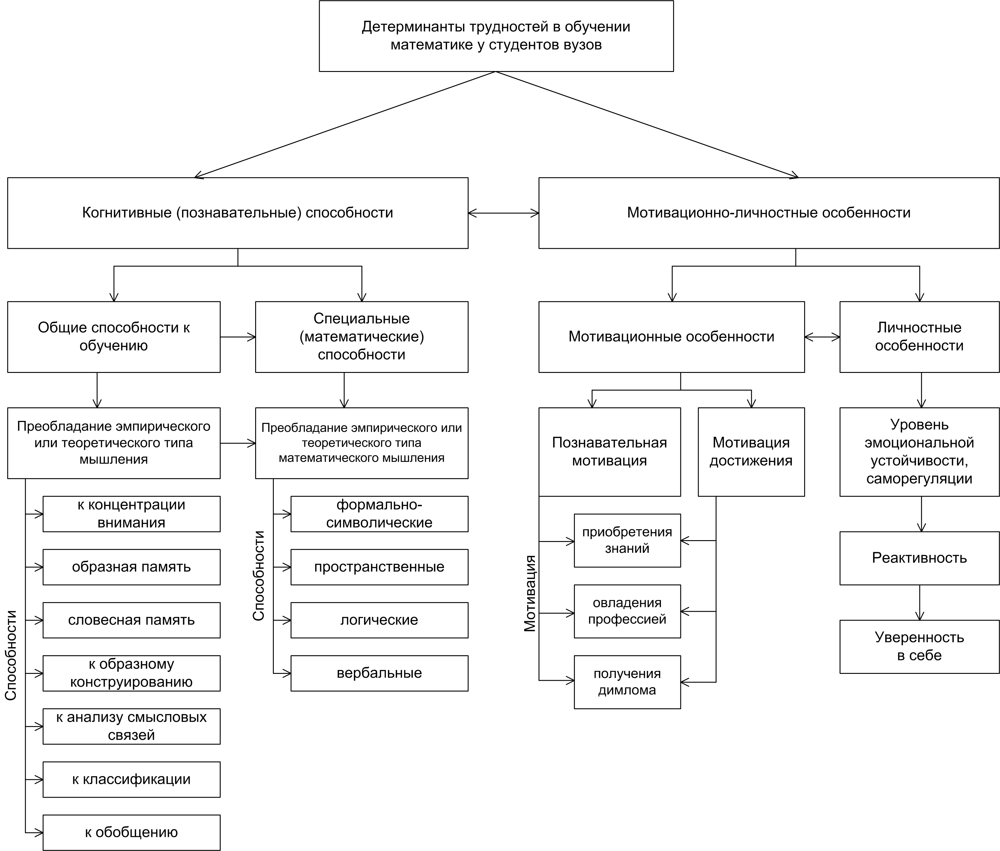 Детерминанты трудностей в обучении
математике у студентов вузов
Когнитивные (познавательные) способности
Мотивационно-личностные особенности
Общие способности к
обучению
Специальные
(математические)
способности
Мотивационные особенности
Личностные
особенности
Преобладание эмпирического
или теоретического типа
мышления
Преобладание эмпирического или
теоретического типа
математического мышления
Познавательная
мотивация
Мотивация
достижения
Уровень
эмоциональной
устойчивости,
саморегуляции
Способности
к концентрации
внимания
образная память
словесная память
к образному
конструированию
к анализу смысловых
связей
к классификации
к обобщению
Способности
формально-
символические
пространственные
логические
вербальные
Мотивация
приобретения
знаний
овладения
профессией
получения
димлома
Реактивность
Уверенность
в себе